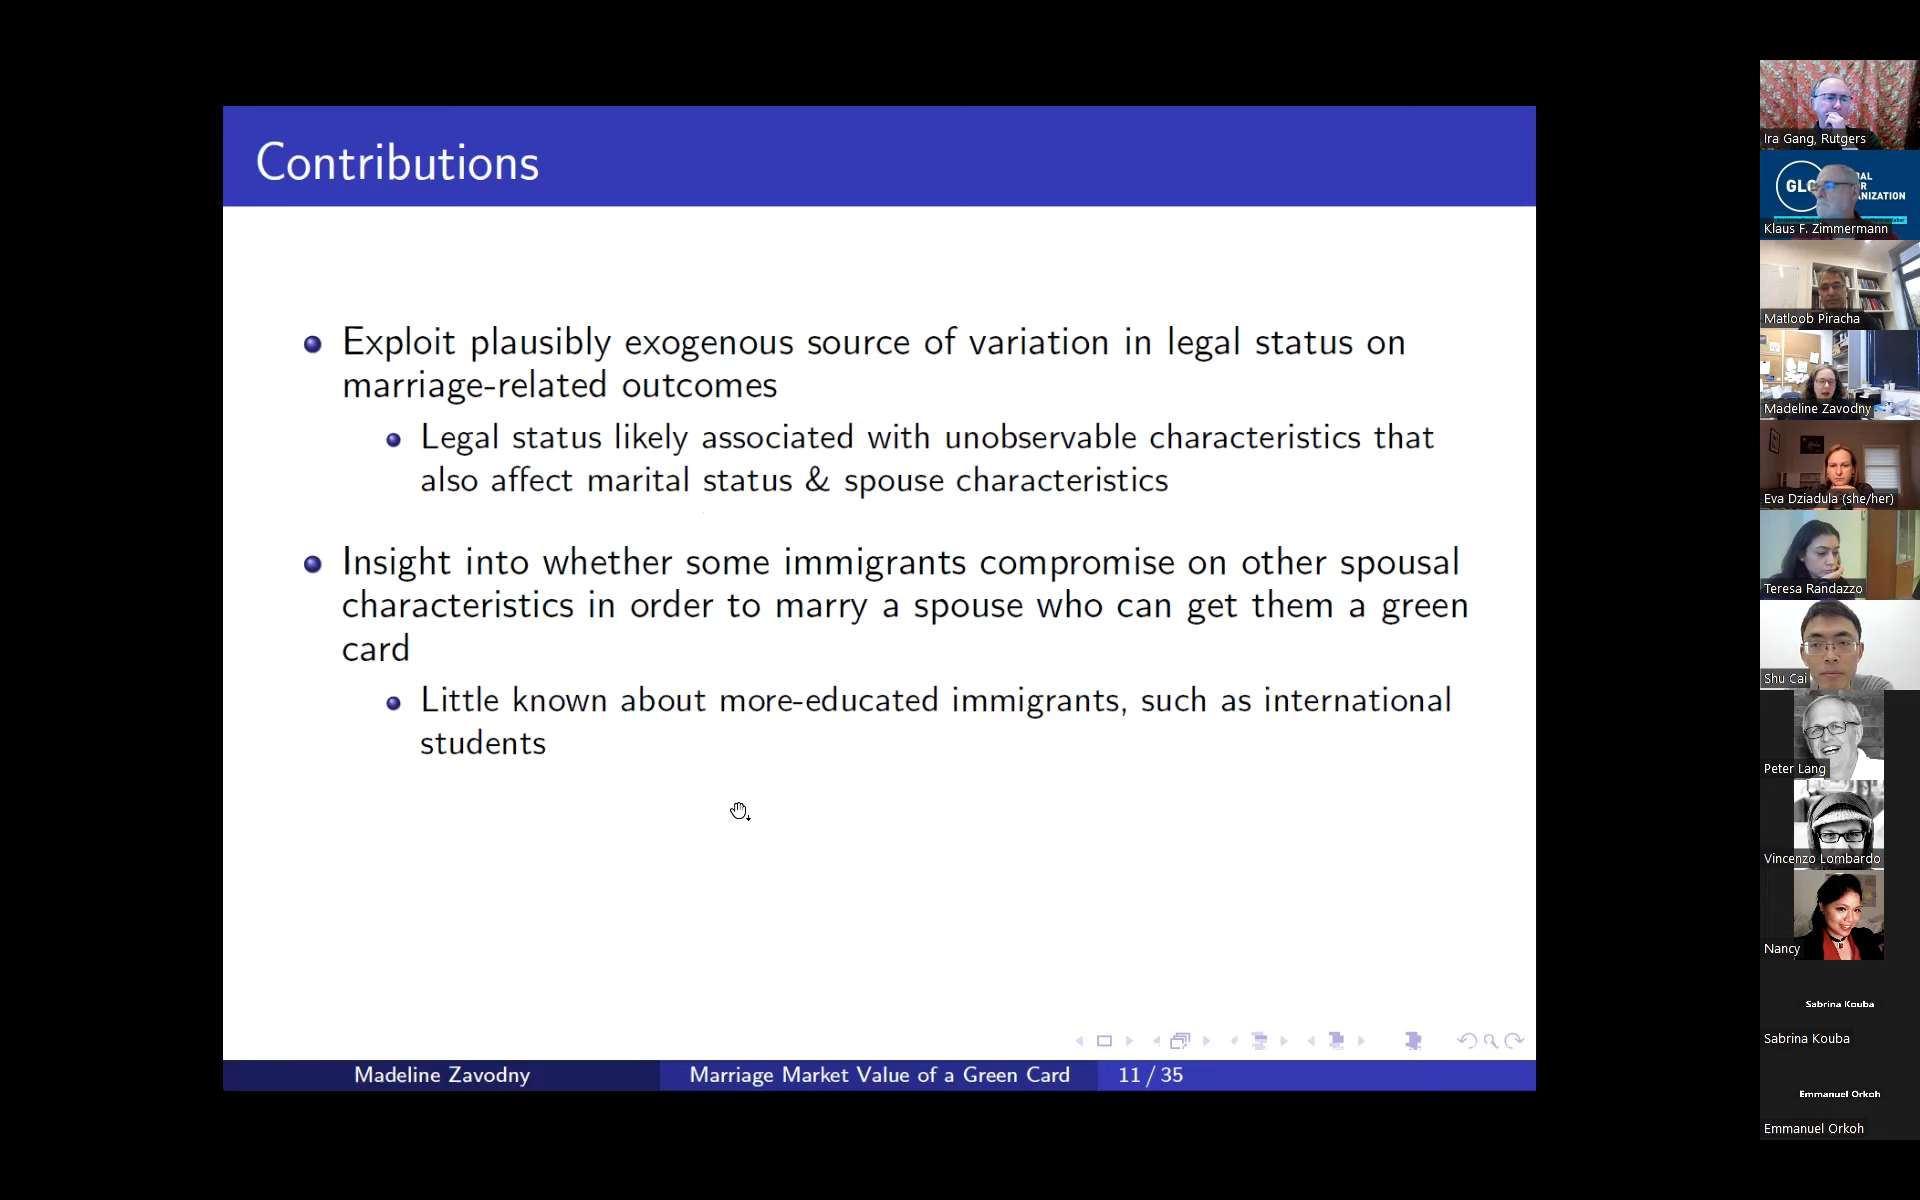 Contributions
Exploit plausibly exogenous source of variation in legal status on
marriage-related outcomes
Legal status likely associated with unobservable characteristics that
also affect marital status & spouse characteristics
Insight into whether some immigrants compromise on other spousal
characteristics in order to marry a spouse who can get them a green
card
Little known about more-educated immigrants, such as international
students
Madeline Zavodny
Marriage Market Value of a Green Card
11 / 35
Ira Gang, Rutgers
Klaus F. Zimmermann
Matloob Piracha
Madeline Zavodny
Eva Dziadula (she/her)
Teresa Randazzo
Shu Cai
Peter Lang
Vincenzo Lombardo
Nancy
Sabrina Kouba
Sabrina Kouba
Emmanuel Orkoh
Emmanuel Orkoh